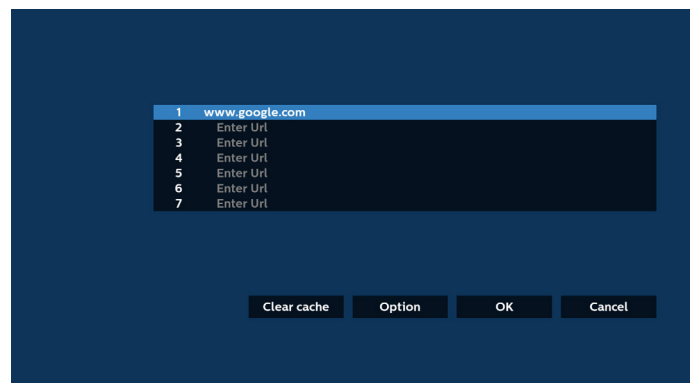 1 www.google.com
2 Enter Url
3 Enter Url
4 Enter Url
5 Enter Url
6 Enter Url
7 Enter Url
Clear cache Option OK Cancel